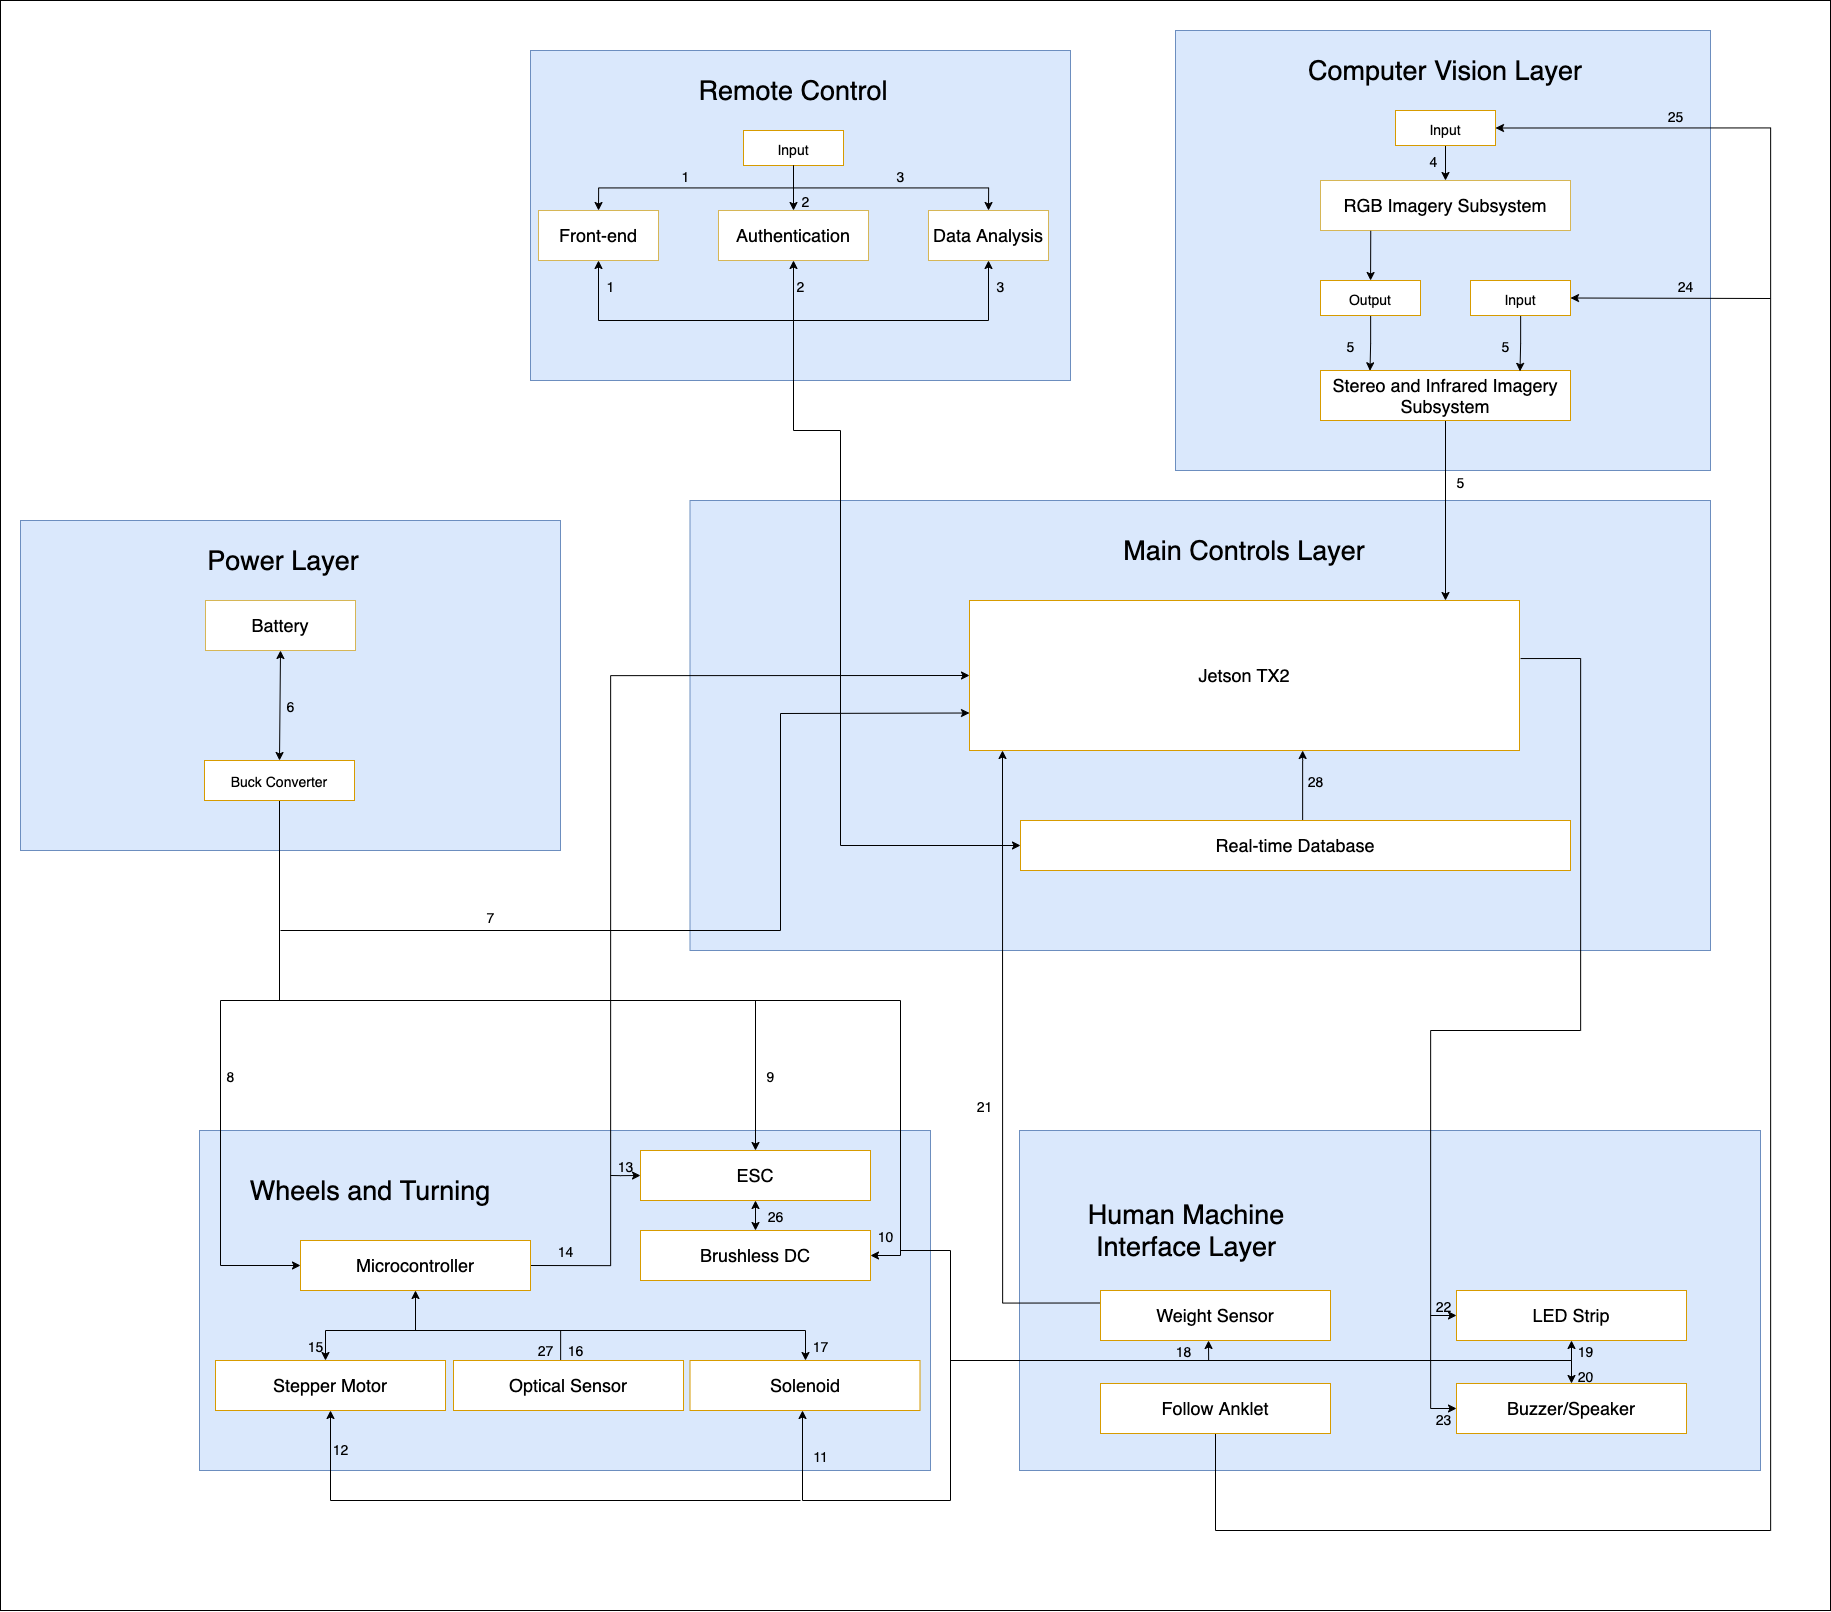 Remote Control
Input
1
3
2
Front-end
Authentication
Data Analysis
1
2
3
Computer Vision Layer
Input
25
4
RGB Imagery Subsystem
Output
Input
24
5
5
Stereo and Infrared Imagery
Subsystem
5
Power Layer
Battery
6
Buck Converter
7
Main Controls Layer
Jetson TX2
28
Real-time Database
8
9
21
Wheels and Turning
13
ESC
26
10
Brushless DC
14
Microcontroller
15
27
16
17
Stepper Motor
Optical Sensor
Solenoid
12
11
Human Machine
Interface Layer
Weight Sensor
22
LED Strip
18
19
20
Follow Anklet
23
Buzzer/Speaker